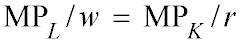 MP_L/w = MP_K/r